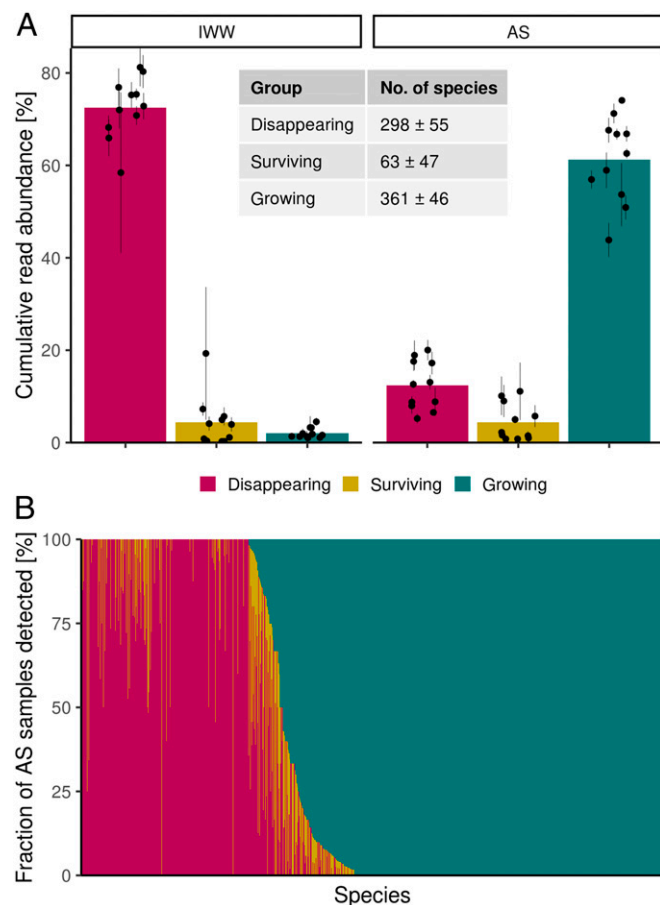 A
IWW
AS
Cumulative read abundance [%]
80
60
40
20
0
Group No. of species
Disappearing 298 ± 55
Surviving 63 ± 47
Growing 361 ± 46
Disappearing Surviving Growing
B
Fraction of AS samples detected [%]
100
75
50
25
0
Species